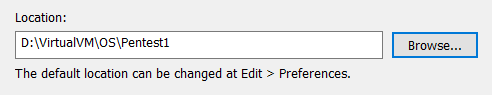 Location:
D:\VirtualVM\OS\Pentest1
Browse...
The default location can be changed at Edit > Preferences.